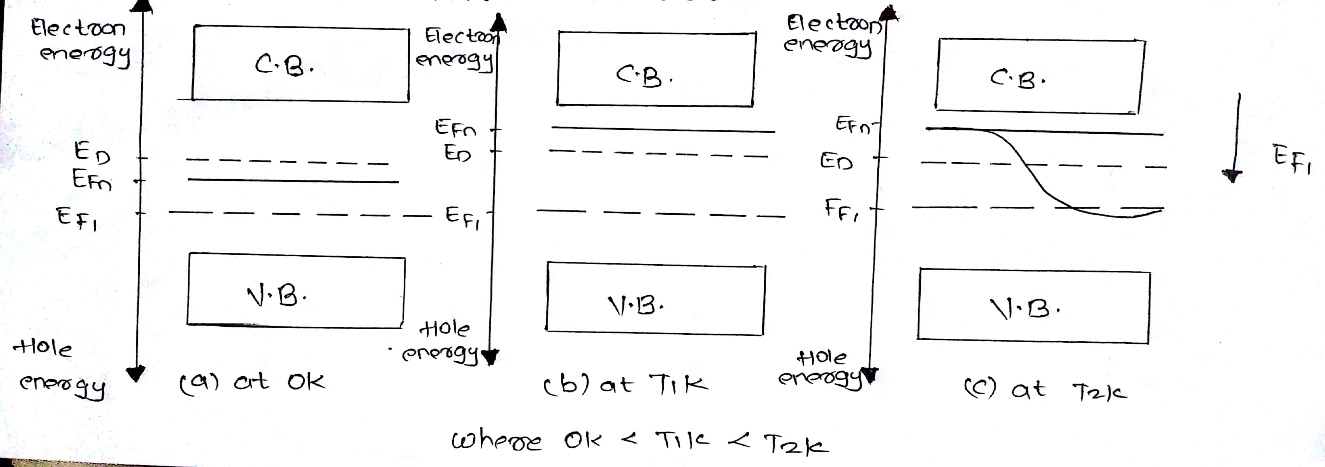 Electron
energy
C.B.
ED
EFn
EFi
V.B.
Hole
energy
(a) at 0K
Electron
energy
C.B.
EFn
ED
EFi
V.B.
Hole
energy
(b) at T1K
Electron
energy
C.B.
EFn
ED
FFi
V.B.
Hole
energy
(c) at T2K
EFi
where 0K < T1K < T2K